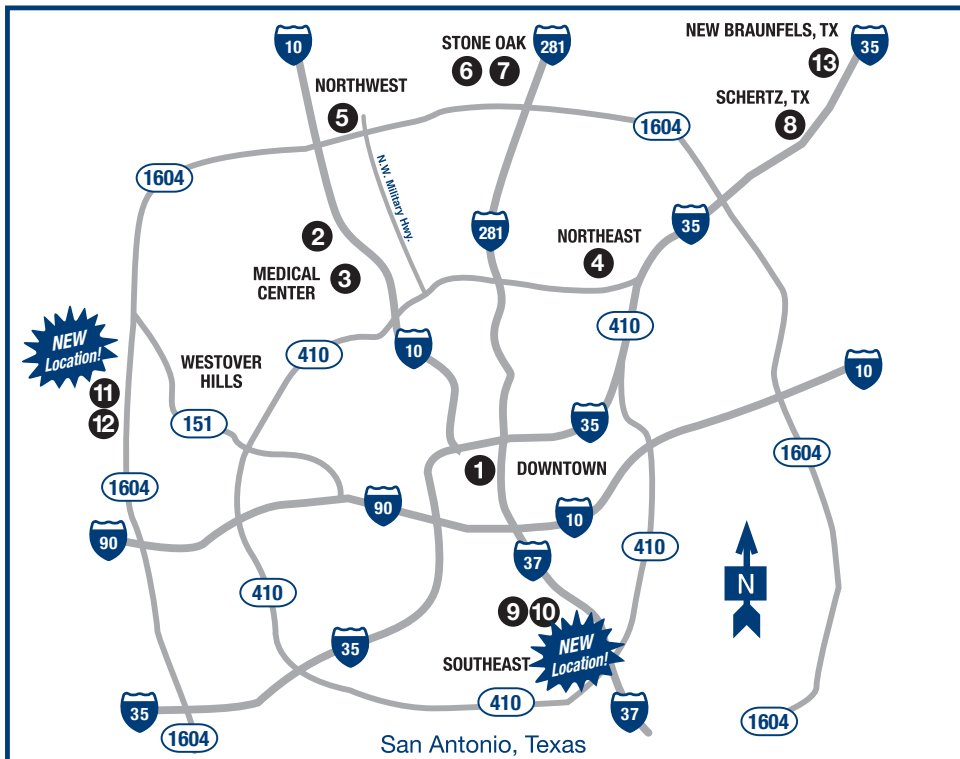 10
STONE OAK
281
6 7
NEW BRAUNFELS, TX
35
13
NORTHWEST
5
SCHERTZ, TX
8
1604
1604
N.W. Military Hwy.
2
281
35
NORTHEAST
4
MEDICAL
CENTER
3
NEW
Location!
410
410
10
WESTOVER
HILLS
10
11
12
151
35
1
DOWNTOWN
1604
1604
90
90
10
410
37
N
410
9 10
NEW
Location!
35
SOUTHEAST
410
35
37
1604
1604
San Antonio, Texas